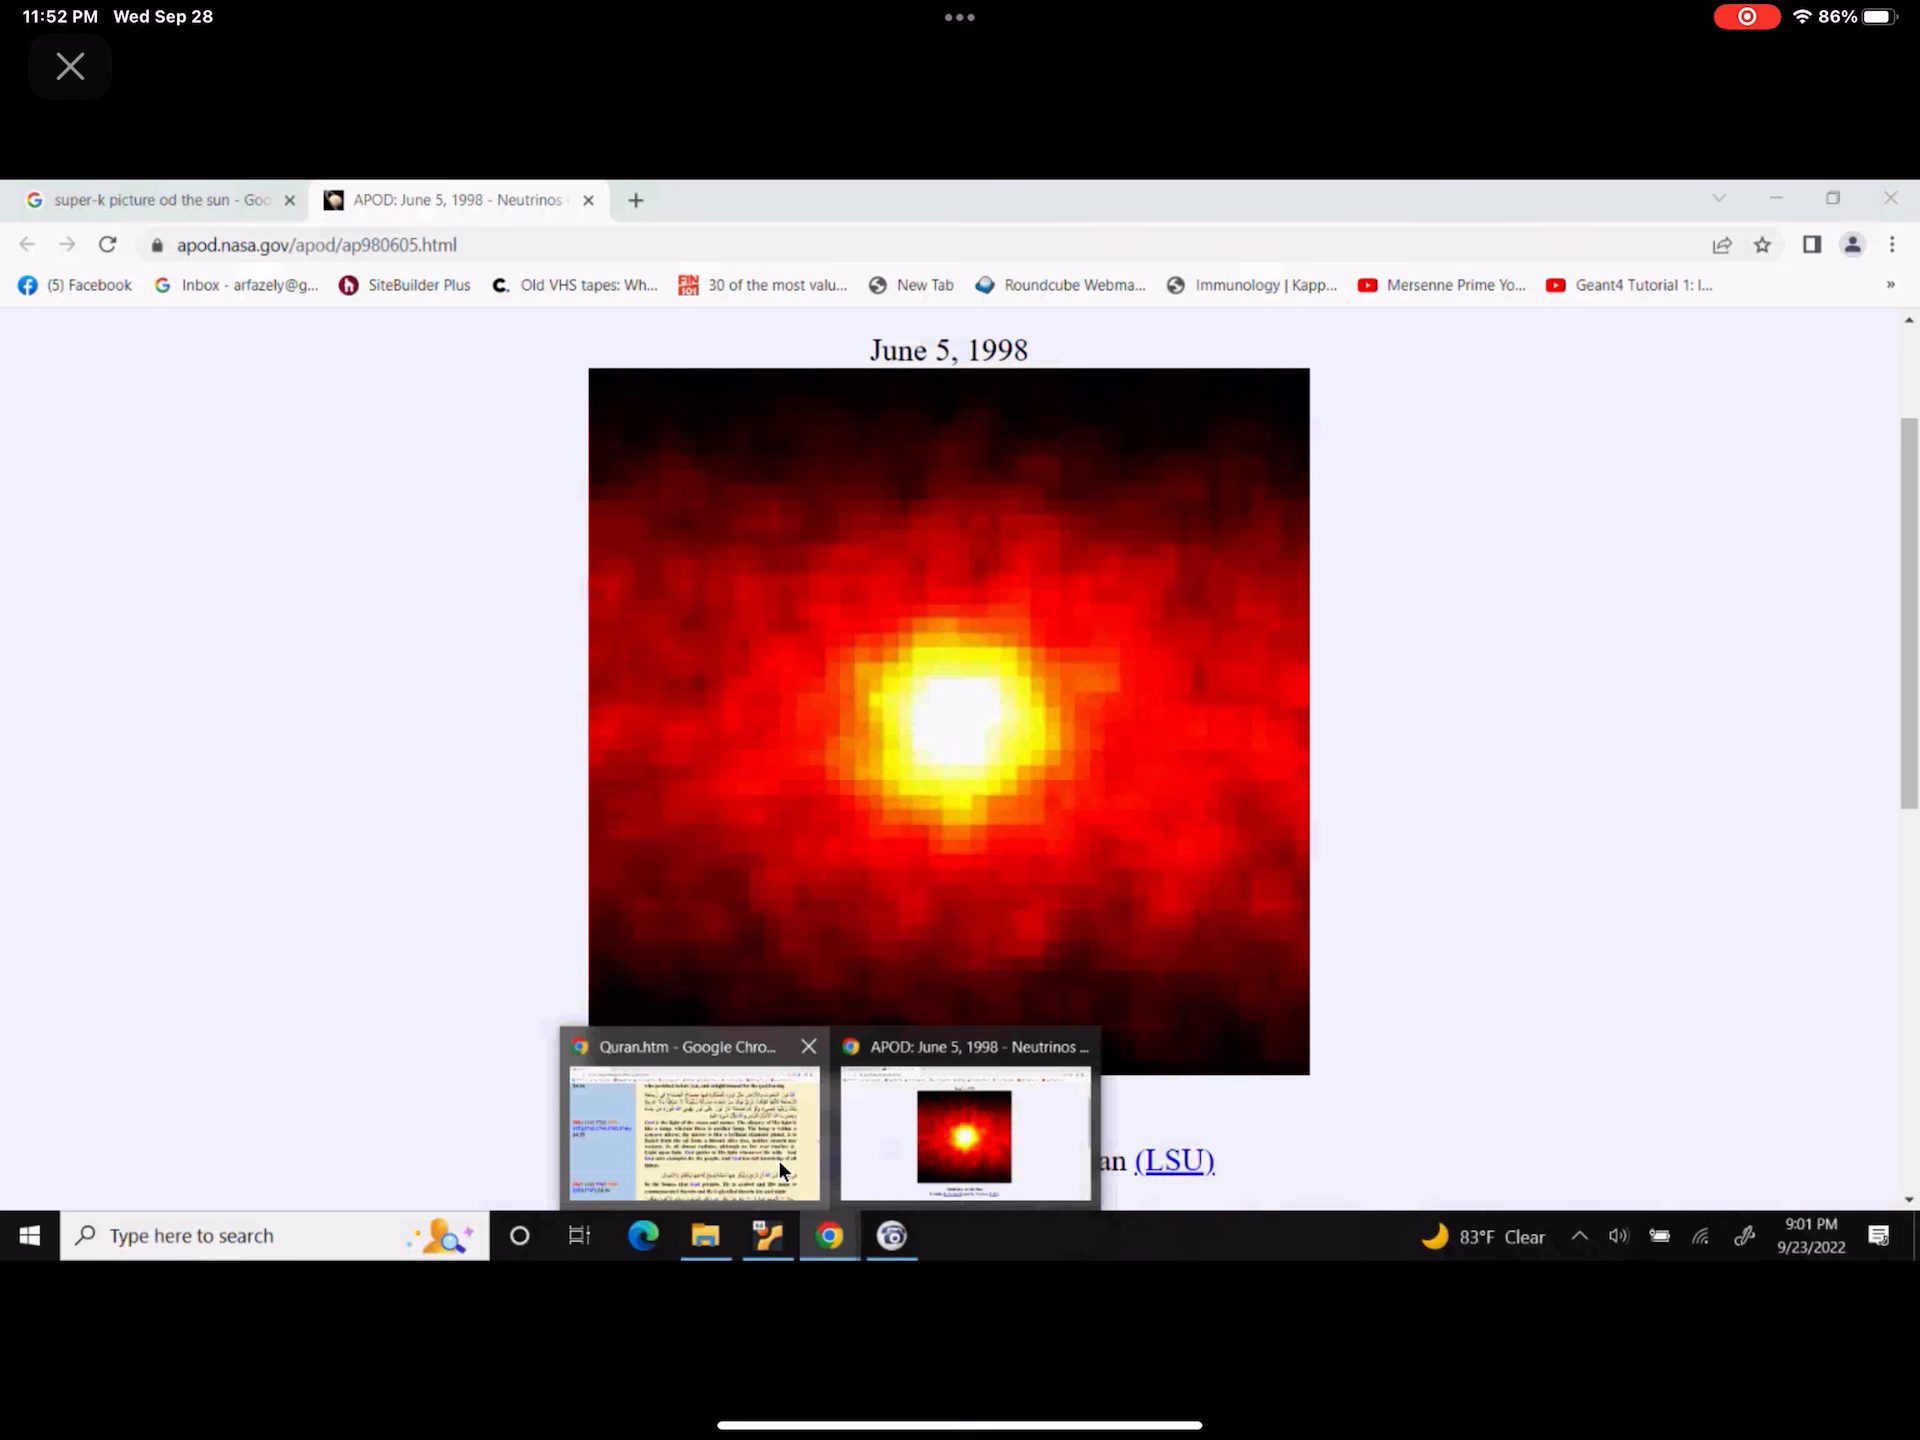 11:52 PM Wed Sep 28
86%
super-k picture od the sun - Goo
APOD: June 5, 1998 - Neutrinos
apod.nasa.gov/apod/ap980605.html
(5) Facebook
Inbox - arfazely@g...
SiteBuilder Plus
Old VHS tapes: Wh...
FIN 101
30 of the most valu...
New Tab
Roundcube Webma...
Immunology | Kapp...
Mersenne Prime Yo...
Geant4 Tutorial 1: I...
»
June 5, 1998
Quran.htm - Google Chro...
APOD: June 5, 1998 - Neutrinos ...
an (LSU)
Type here to search
83°F Clear
9:01 PM
9/23/2022